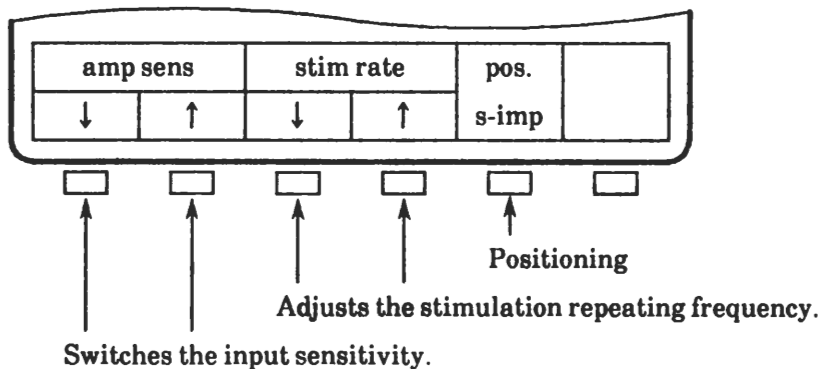 amp sens stim rate pos.
↓ ↑ ↓ ↑ s-imp
Positioning
Adjusts the stimulation repeating frequency.
Switches the input sensitivity.